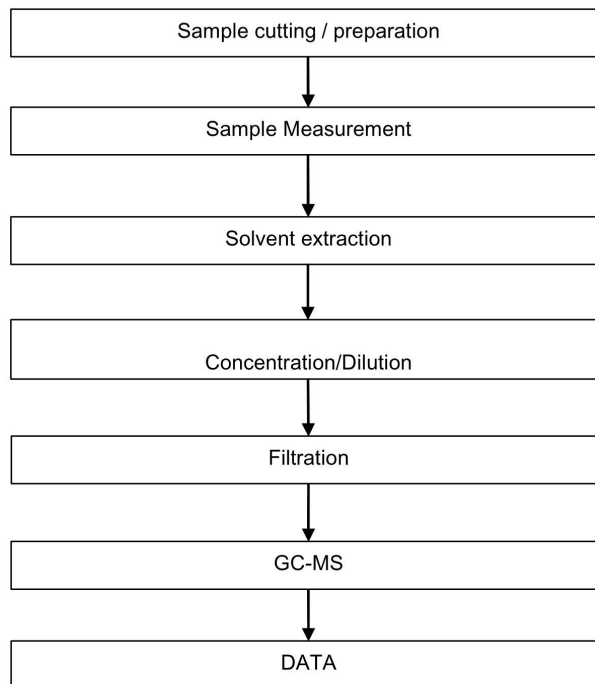 Sample cutting / preparation
Sample Measurement
Solvent extraction
Concentration/Dilution
Filtration
GC-MS
DATA